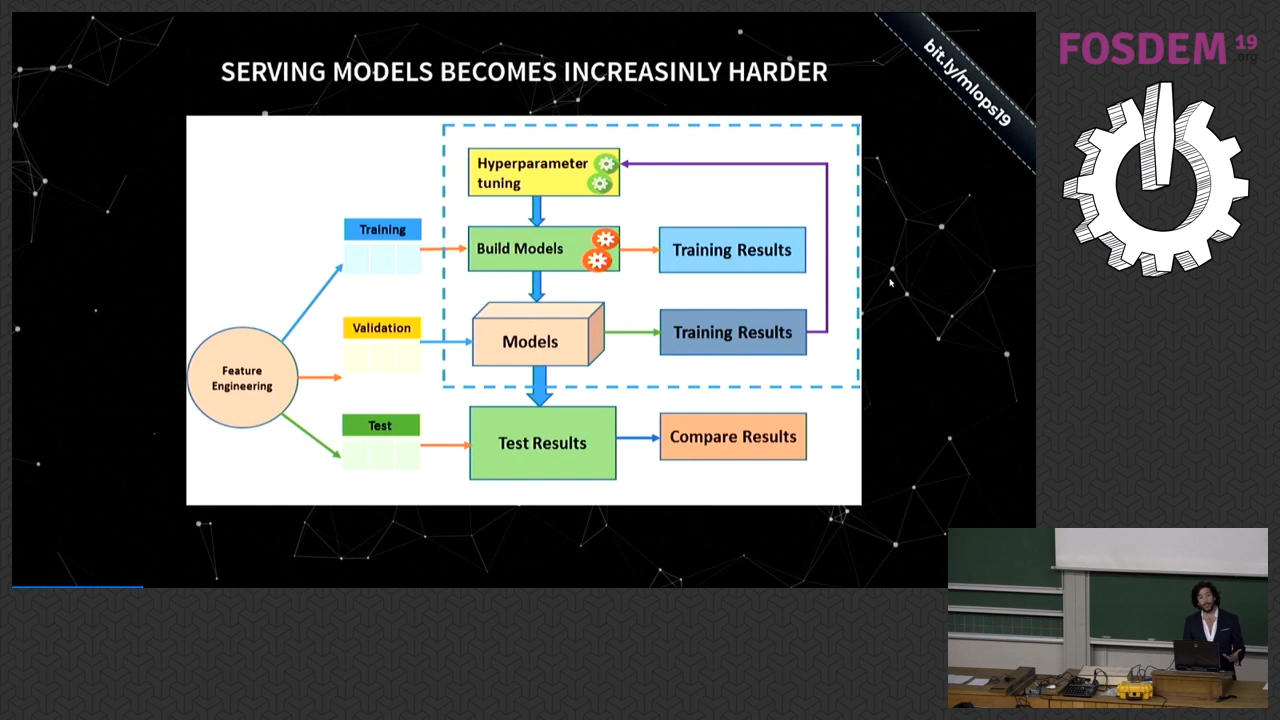 SERVING MODELS BECOMES INCREASINLY HARDER
bit.ly/mlops19
FOSDEM 19
.org
Hyperparameter
tuning
Training
Build Models
Training Results
Validation
Models
Training Results
Feature
Engineering
Test
Test Results
Compare Results